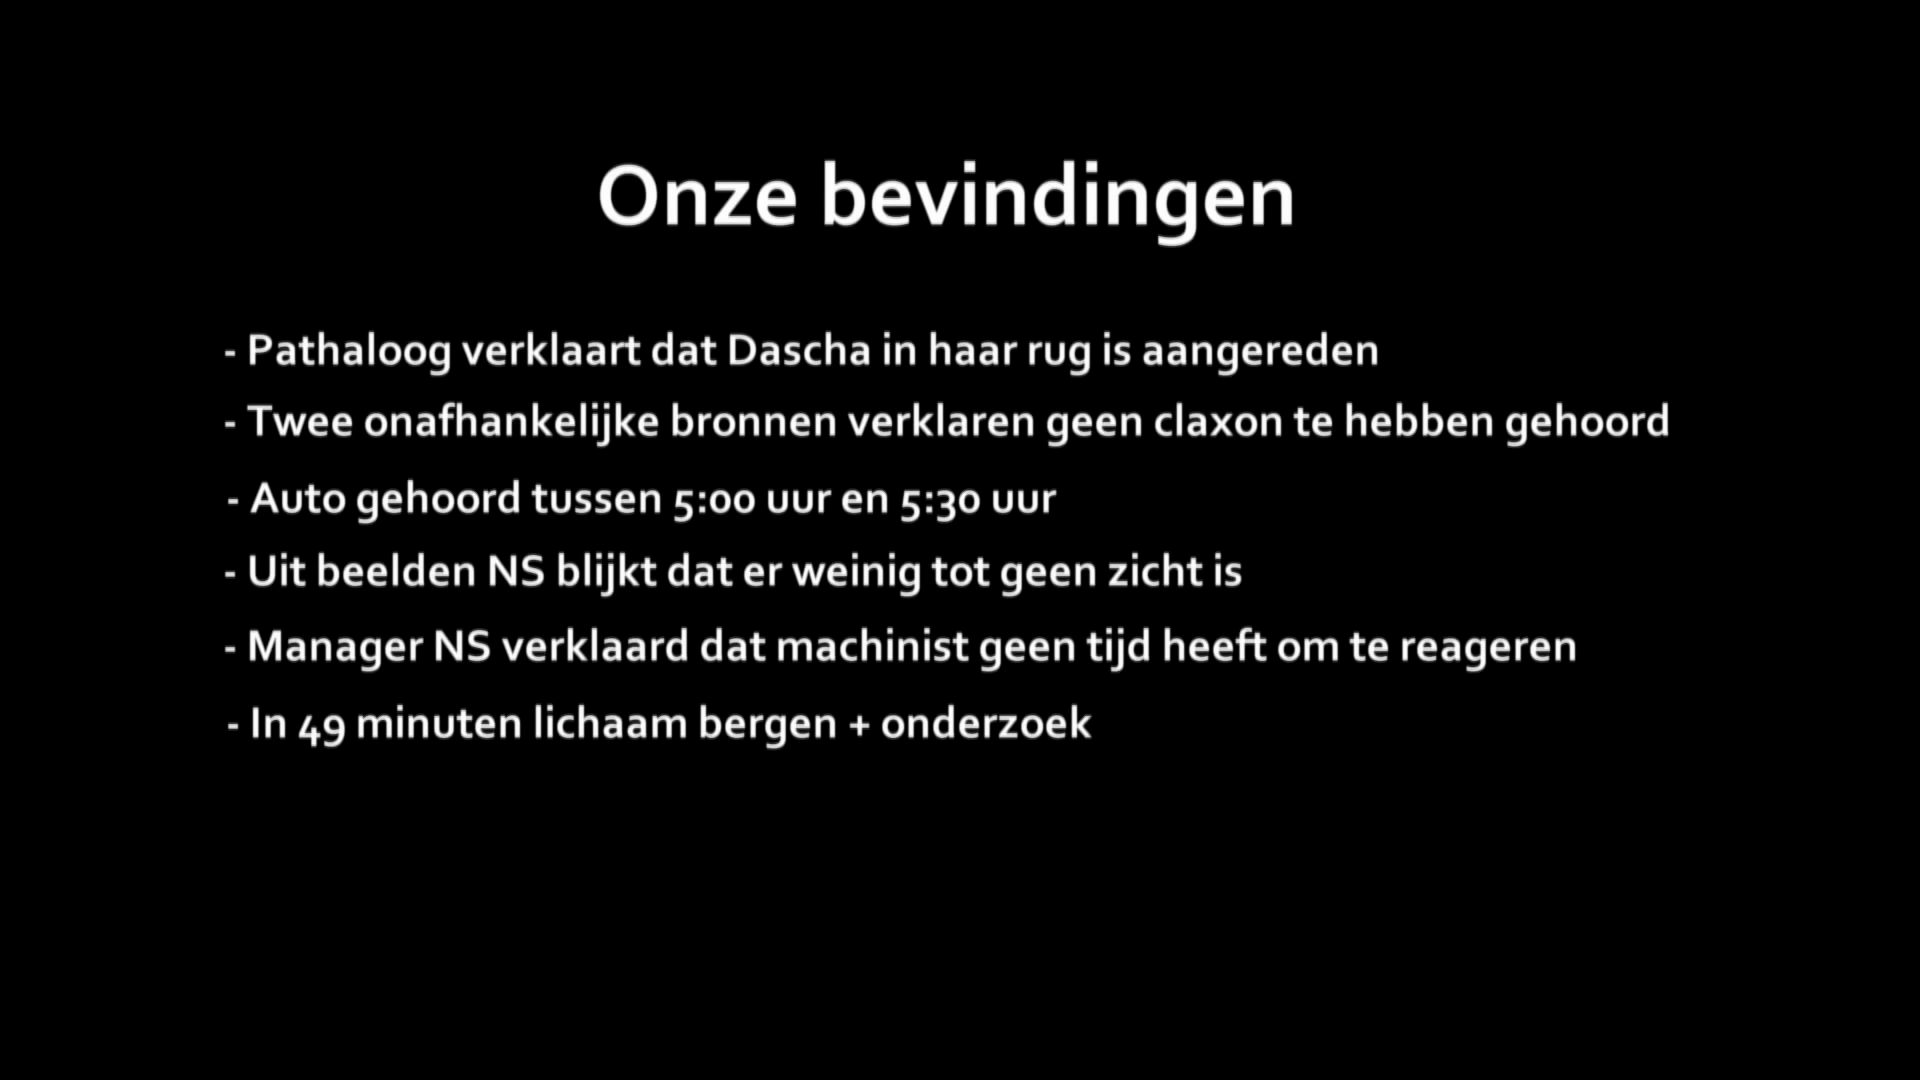 Onze bevindingen
- Pathaloog verklaart dat Dascha in haar rug is aangereden
- Twee onafhankelijke bronnen verklaren geen claxon te hebben gehoord
- Auto gehoord tussen 5:00 uur en 5:30 uur
- Uit beelden NS blijkt dat er weinig tot geen zicht is
- Manager NS verklaard dat machinist geen tijd heeft om te reageren
- In 49 minuten lichaam bergen + onderzoek